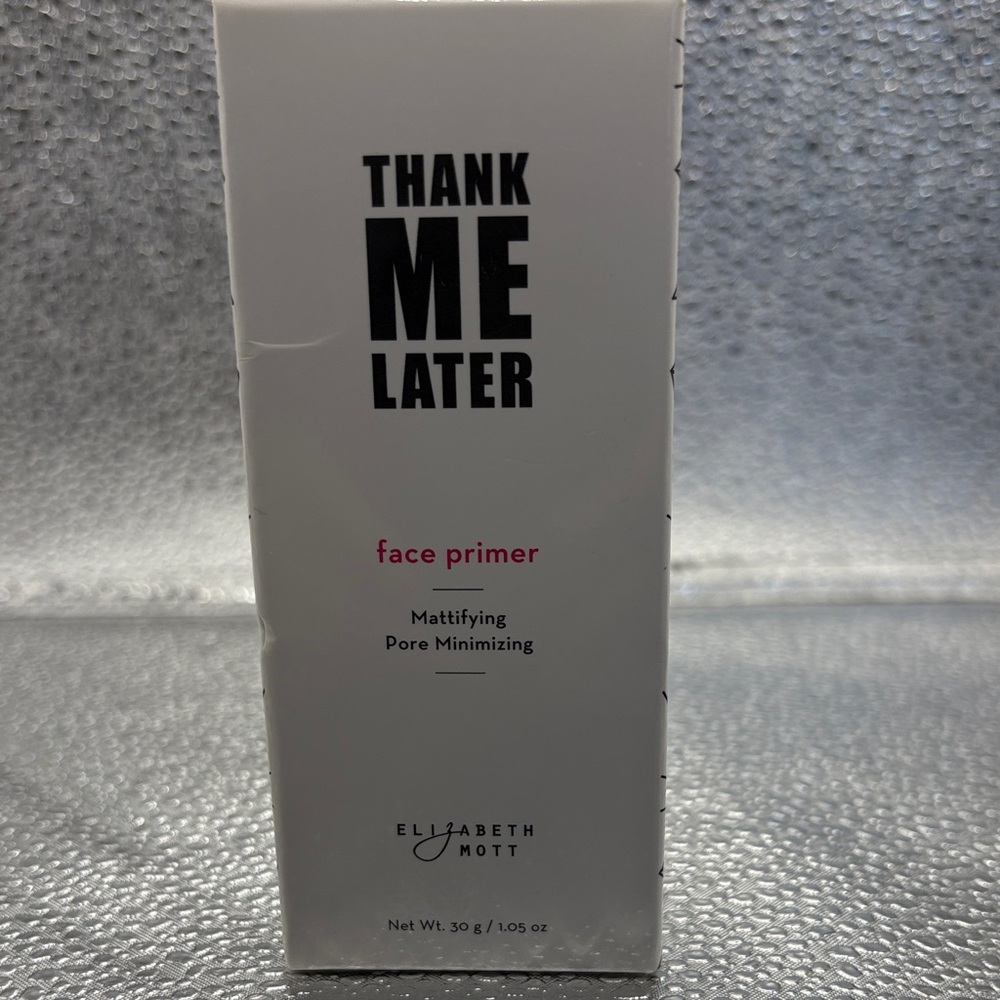 THANK
ME
LATER
face primer
Mattifying
Pore Minimizing
ELIZABETH
MOTT
Net Wt. 30 g / 1.05 oz